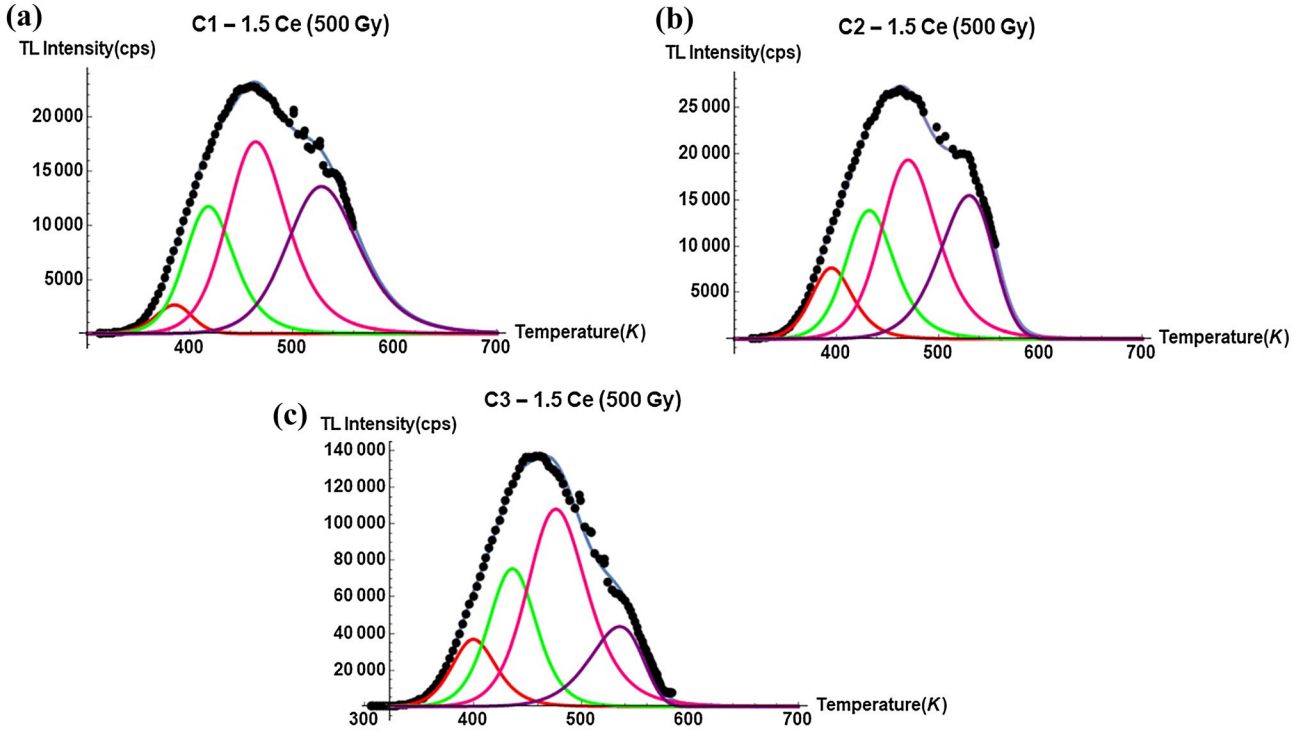 (a)
C1 – 1.5 Ce (500 Gy)
TL Intensity(cps)
20 000
15 000
10 000
5000
400 500 600 700
Temperature(K)
(b)
C2 – 1.5 Ce (500 Gy)
TL Intensity(cps)
25 000
20 000
15 000
10 000
5000
400 500 600 700
Temperature(K)
(c)
C3 – 1.5 Ce (500 Gy)
TL Intensity(cps)
140 000
120 000
100 000
80 000
60 000
40 000
20 000
300 400 500 600 700
Temperature(K)